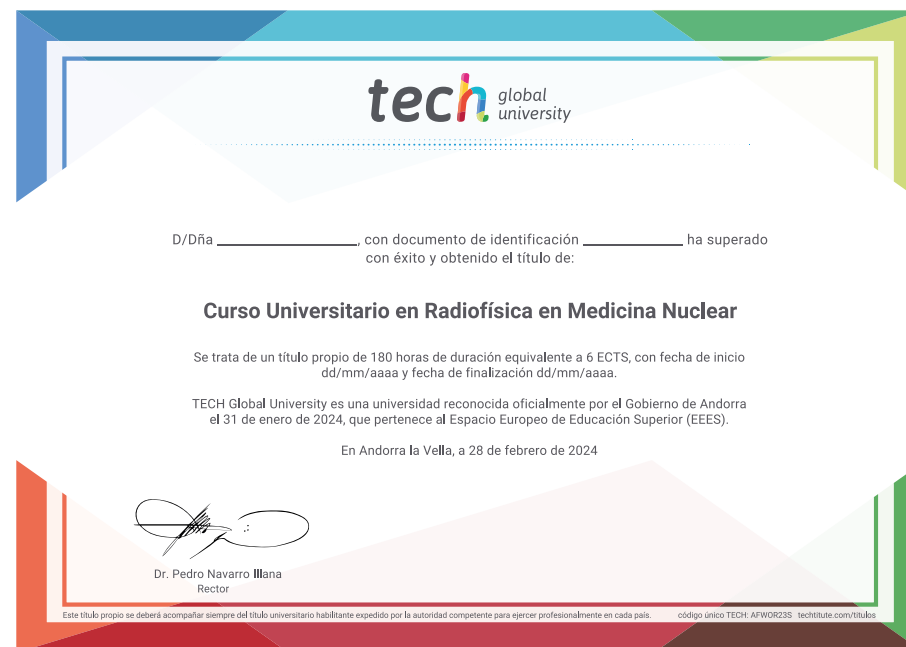 tech global university
D/Dña ____________________, con documento de identificación ______________ ha superado
con éxito y obtenido el título de:
Curso Universitario en Radiofísica en Medicina Nuclear
Se trata de un título propio de 180 horas de duración equivalente a 6 ECTS, con fecha de inicio
dd/mm/aaaa y fecha de finalización dd/mm/aaaa.
TECH Global University es una universidad reconocida oficialmente por el Gobierno de Andorra
el 31 de enero de 2024, que pertenece al Espacio Europeo de Educación Superior (EEES).
En Andorra la Vella, a 28 de febrero de 2024
Dr. Pedro Navarro Illana
Rector
Este título propio se deberá acompañar siempre del título universitario habilitante expedido por la autoridad competente para ejercer profesionalmente en cada país. código único TECH: AFWOR23S techtitute.com/titulos